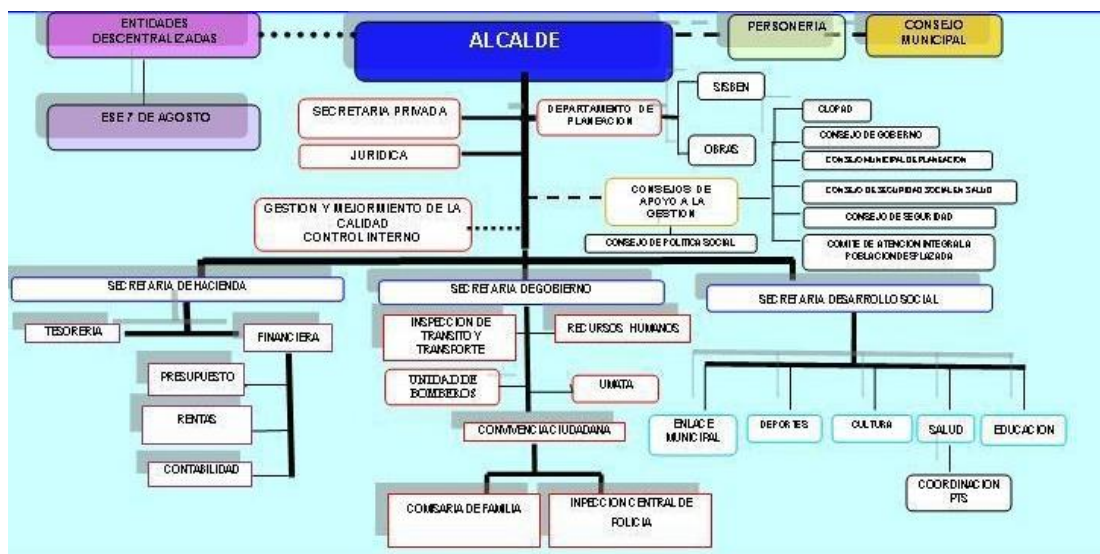 ENTIDADES
DESCENTRALIZADAS
ALCALDE
PERSONERIA
CONSEJO
MUNICIPAL
ESE 7 DE AGOSTO
SECRETARIA PRIVADA
JURIDICA
DEPARTAMENTO DE
PLANEACION
SISBEN
OBRAS
CLOPAD
CONSEJO DE GOBIERNO
CONSEJO MUNICIPAL DE PLANEACION
CONSEJO DE SEGURIDAD SOCIAL EN SALUD
CONSEJO DE SEGURIDAD
COMITE DE ATENCION INTEGRAL A
POBLACION DESPLAZADA
CONSEJOS DE
APOYO A LA
GESTION
CONSEJO DE POLITICA SOCIAL
GESTION Y MEJORMIENTO DE LA
CALIDAD
CONTROL INTERNO
SECRETARIA DE HACIENDA
SECRETARIA DE GOBIERNO
SECRETARIA DESARROLLO SOCIAL
TESORERIA
FINANCIERA
PRESUPUESTO
RENTAS
CONTABILIDAD
INSPECCION DE
TRANSITO Y
TRANSPORTE
RECURSOS HUMANOS
UNIDAD DE
BOMBEROS
UMATA
CONVIVENCIA CIUDADANA
COMISARIA DE FAMILIA
INPECCION CENTRAL DE
POLICIA
ENLACE
MUNICIPAL
DEPORTES
CULTURA
SALUD
EDUCACION
COORDINACION
PTS